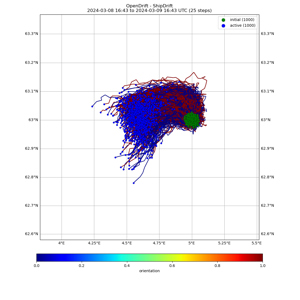 OpenDrift - ShipDrift
2024-03-08 16:43 to 2024-03-09 16:43 UTC (25 steps)
initial (1000)
active (1000)
63.3°N 63.3°N
63.2°N 63.2°N
63.1°N 63.1°N
63°N 63°N
62.9°N 62.9°N
62.8°N 62.8°N
62.7°N 62.7°N
62.6°N 62.6°N
4°E 4.25°E 4.5°E 4.75°E 5°E 5.25°E 5.5°E
0.0 0.2 0.4 0.6 0.8 1.0
orientation